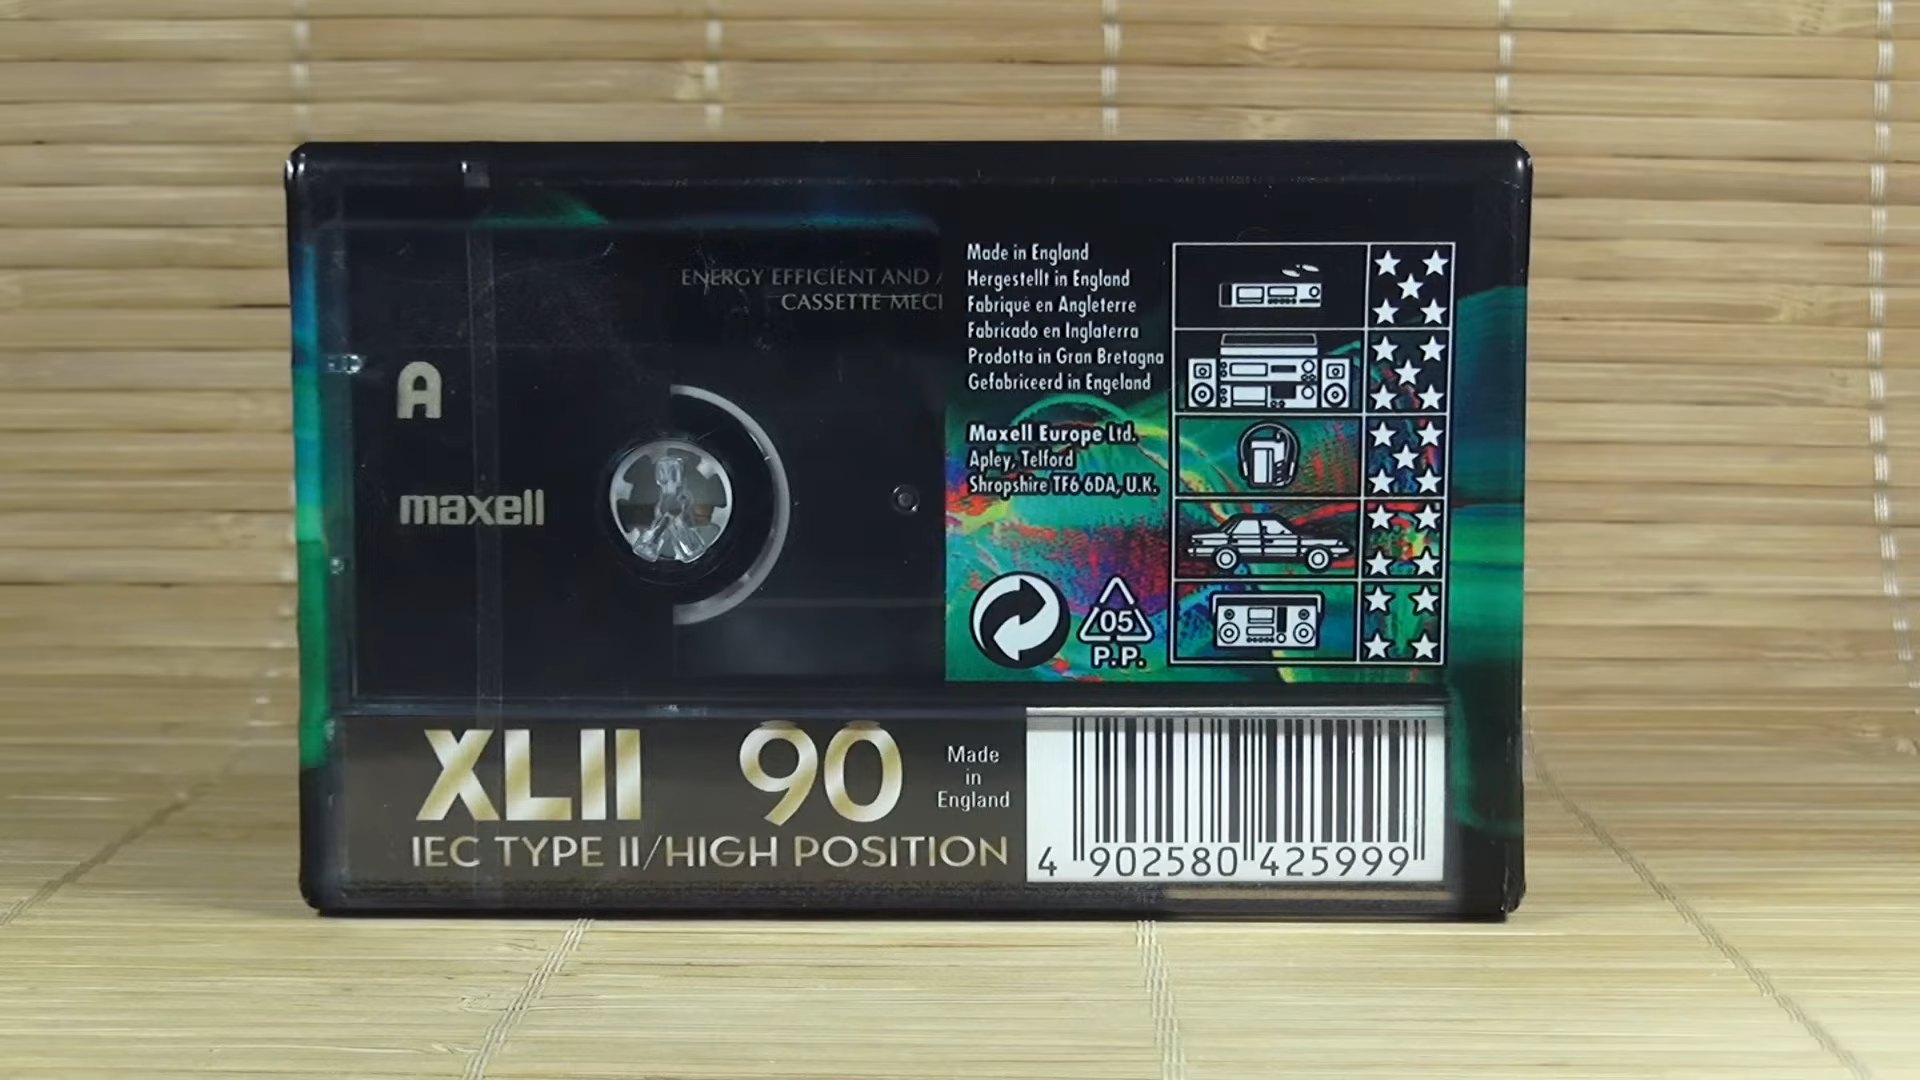 ENERGY EFFICIENT AND
CASSETTE
A
maxell
Made in England
Hergestellt in England
Fabriqué en Angleterre
Fabricado en Inglaterra
Prodotta in Gran Bretagna
Gefabriceerd in Engeland
Maxell Europe Ltd.
Apley, Telford
Shropshire TF6 6DA, U.K.
05
P.P.
XLII 90
Made
in
England
IEC TYPE II/HIGH POSITION
4 902580 425999